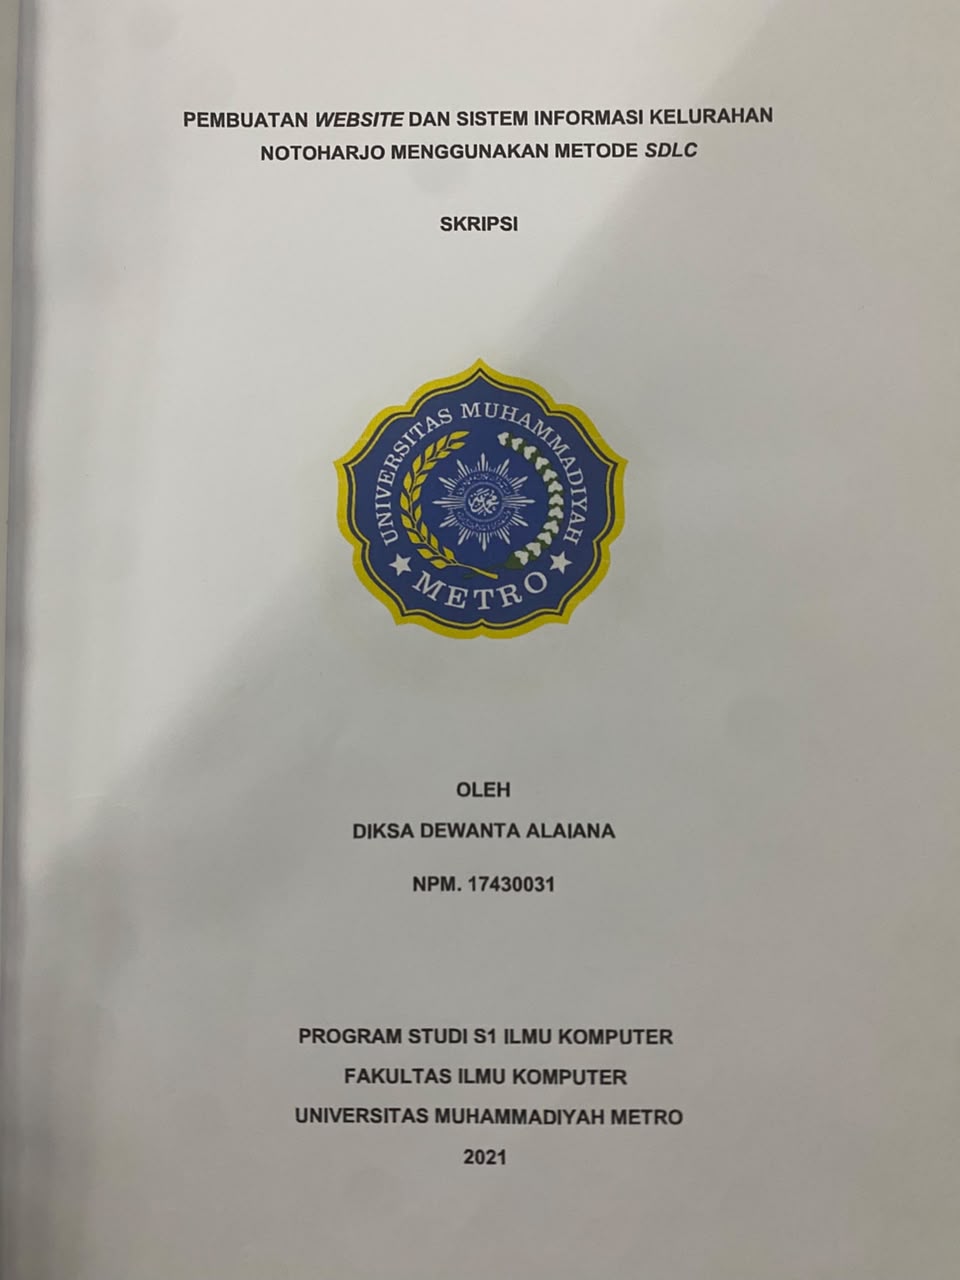 PEMBUATAN WEBSITE DAN SISTEM INFORMASI KELURAHAN
NOTOHARJO MENGGUNAKAN METODE SDLC
SKRIPSI
UNIVERSITAS MUHAMMADIYAH
METRO
OLEH
DIKSA DEWANTA ALAIANA
NPM. 17430031
PROGRAM STUDI S1 ILMU KOMPUTER
FAKULTAS ILMU KOMPUTER
UNIVERSITAS MUHAMMADIYAH METRO
2021